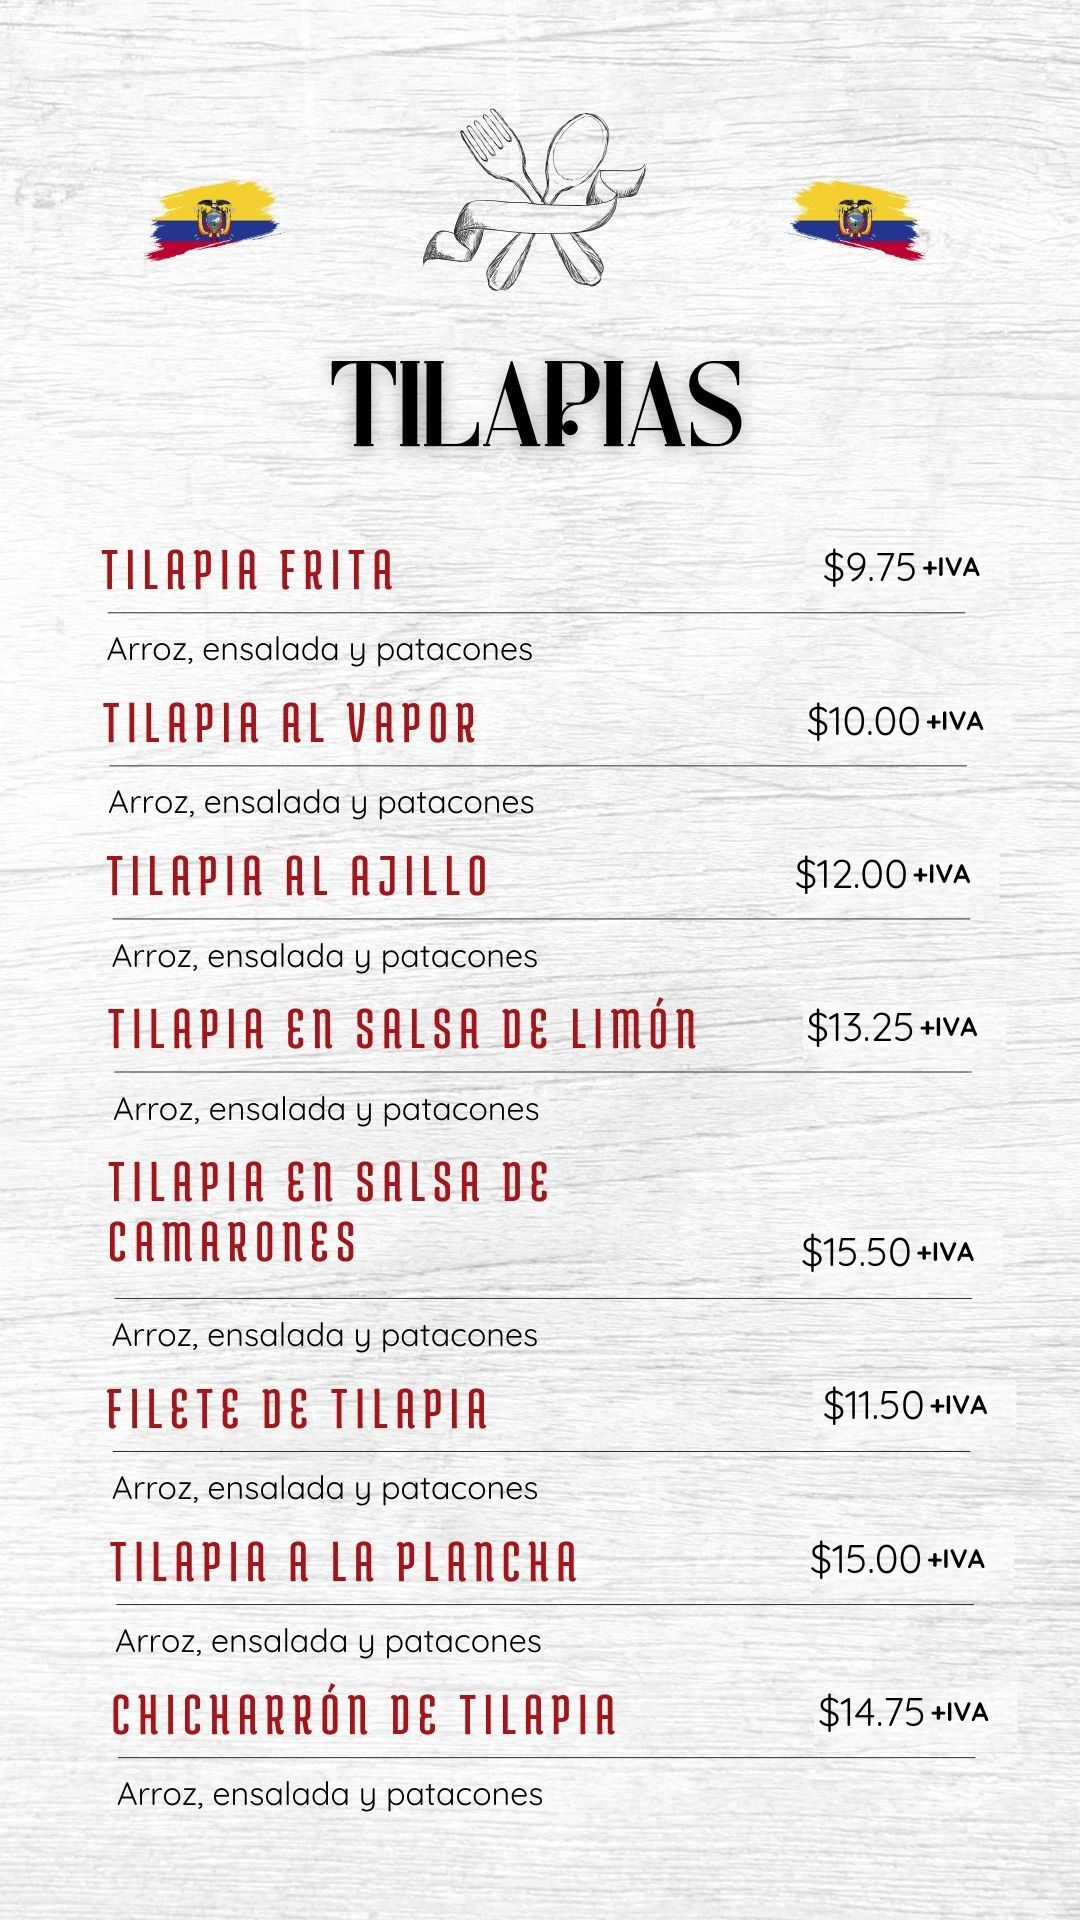 TILAPIAS
TILAPIA FRITA $9.75 +IVA
Arroz, ensalada y patacones
TILAPIA AL VAPOR $10.00 +IVA
Arroz, ensalada y patacones
TILAPIA AL AJILLO $12.00 +IVA
Arroz, ensalada y patacones
TILAPIA EN SALSA DE LIMÓN $13.25 +IVA
Arroz, ensalada y patacones
TILAPIA EN SALSA DE
CAMARONES $15.50 +IVA
Arroz, ensalada y patacones
FILETE DE TILAPIA $11.50 +IVA
Arroz, ensalada y patacones
TILAPIA A LA PLANCHA $15.00 +IVA
Arroz, ensalada y patacones
CHICHARRÓN DE TILAPIA $14.75 +IVA
Arroz, ensalada y patacones